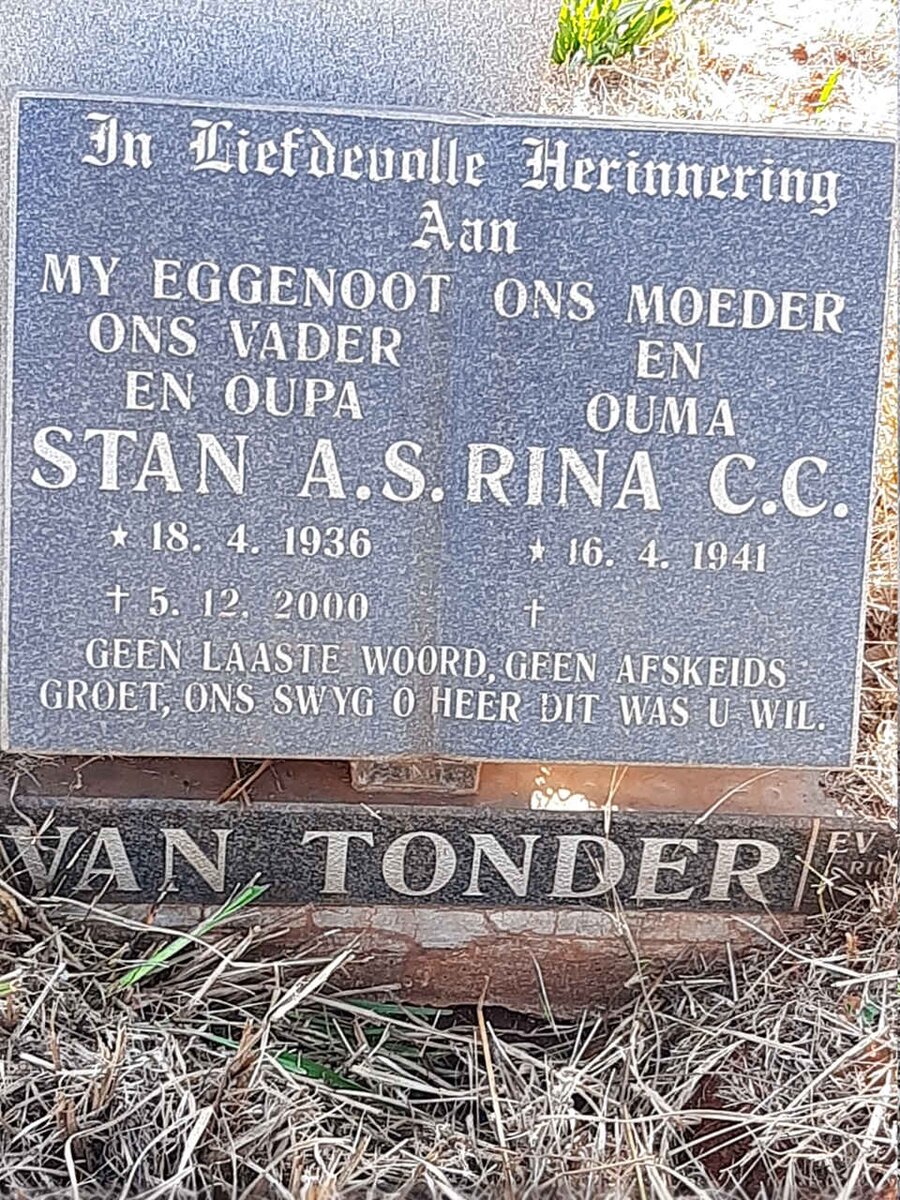 In Liefdevolle Herinnering
Aan
MY EGGENOOT
ONS VADER
EN OUPA
STAN A.S.
★ 18. 4. 1936
† 5. 12. 2000
ONS MOEDER
EN
OUMA
RINA C.C.
★ 16. 4. 1941
†
GEEN LAASTE WOORD, GEEN AFSKEIDS
GROET, ONS SWYG O HEER DIT WAS U WIL.
VAN TONDER
EV